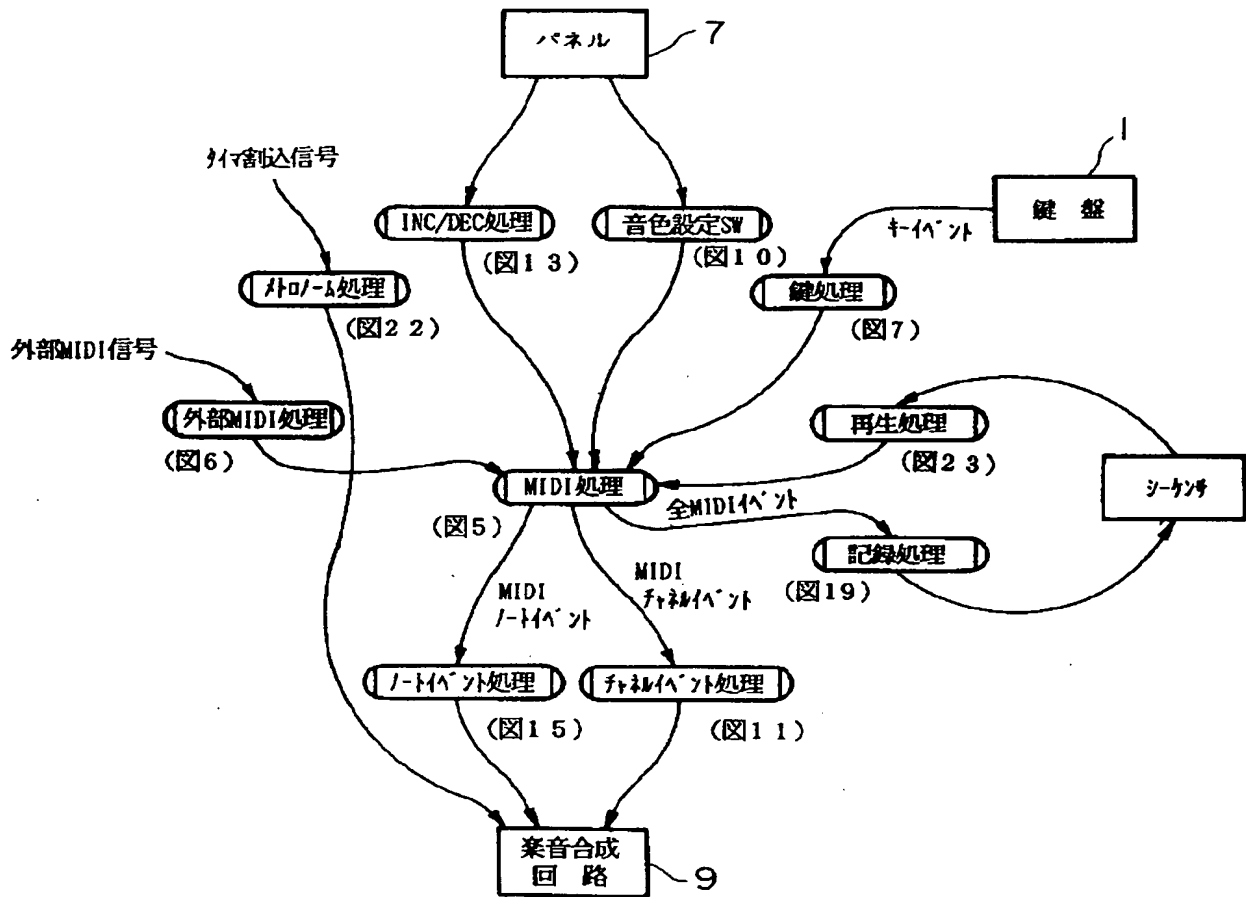 パネル
7
1
タイマ割込信号
鍵 盤
INC/DEC処理
音色設定SW
キーイベント
(図13)
(図10)
メトロノーム処理
鍵処理
(図22)
(図7)
外部MIDI信号
外部MIDI処理
再生処理
(図6)
(図23)
MIDI処理
シーケンサ
全MIDIイベント
(図5)
記録処理
(図19)
MIDI
ノートイベント
MIDI
チャネルイベント
ノートイベント処理
チャネルイベント処理
(図15)
(図11)
楽音合成
回 路
9